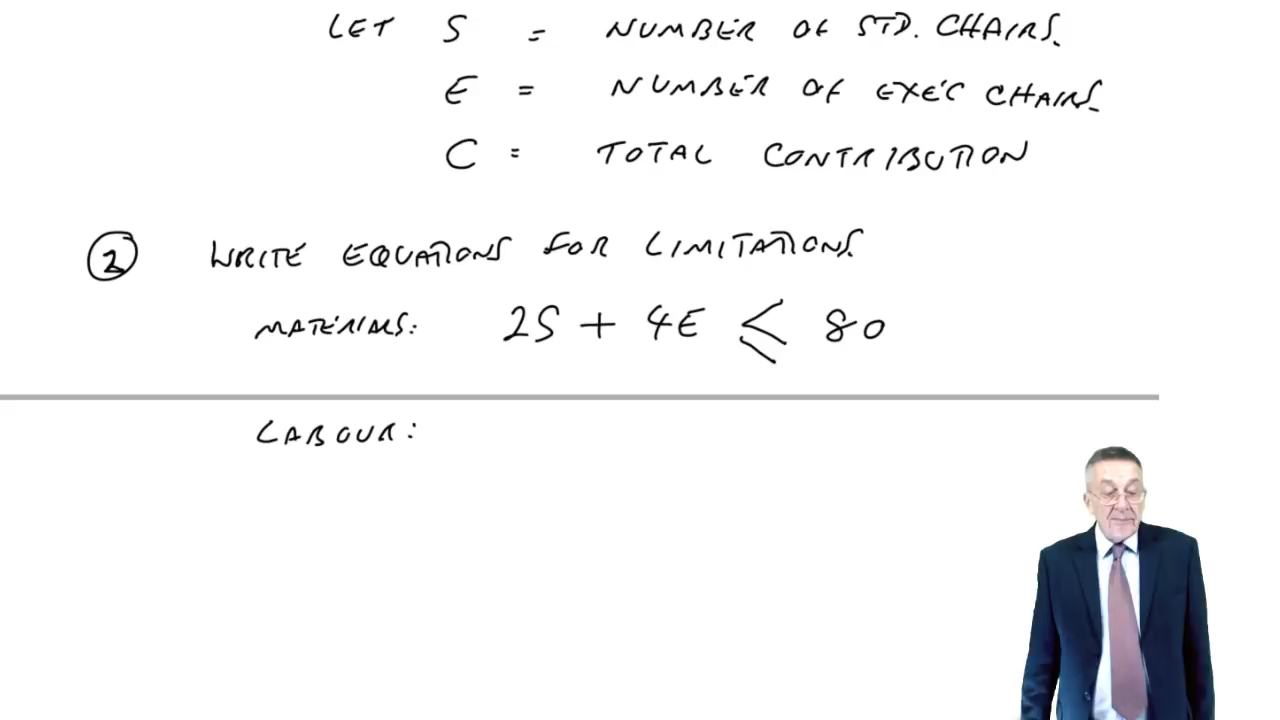 LET S = NUMBER OF STD. CHAIRS.
E = NUMBER OF EXEC CHAIRS.
C = TOTAL CONTRIBUTION
② WRITE EQUATIONS FOR LIMITATIONS.
MATERIALS: 2S + 4E ≤ 80
LABOUR: